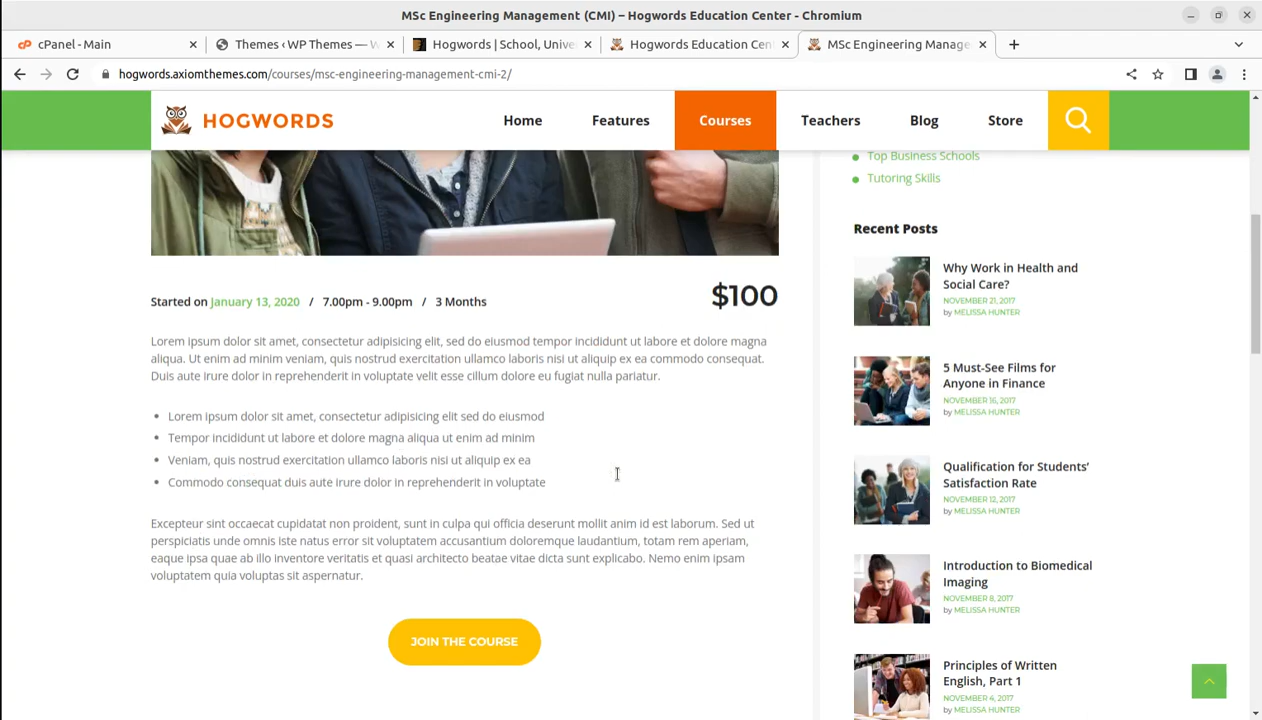 MSc Engineering Management (CMI) – Hogwords Education Center - Chromium
cPanel - Main
Themes ‹ WP Themes —
Hogwords | School, Unive
Hogwords Education Cen
MSc Engineering Manage
hogwords.axiomthemes.com/courses/msc-engineering-management-cmi-2/
HOGWORDS
Home
Features
Courses
Teachers
Blog
Store
Top Business Schools
Tutoring Skills
Recent Posts
Why Work in Health and
Social Care?
NOVEMBER 21, 2017
by MELISSA HUNTER
5 Must-See Films for
Anyone in Finance
NOVEMBER 16, 2017
by MELISSA HUNTER
Qualification for Students’
Satisfaction Rate
NOVEMBER 12, 2017
by MELISSA HUNTER
Introduction to Biomedical
Imaging
NOVEMBER 8, 2017
by MELISSA HUNTER
Principles of Written
English, Part 1
NOVEMBER 4, 2017
by MELISSA HUNTER
Started on January 13, 2020 / 7.00pm - 9.00pm / 3 Months
$100
Lorem ipsum dolor sit amet, consectetur adipisicing elit, sed do eiusmod tempor incididunt ut labore et dolore magna
aliqua. Ut enim ad minim veniam, quis nostrud exercitation ullamco laboris nisi ut aliquip ex ea commodo consequat.
Duis aute irure dolor in reprehenderit in voluptate velit esse cillum dolore eu fugiat nulla pariatur.
• Lorem ipsum dolor sit amet, consectetur adipisicing elit sed do eiusmod
• Tempor incididunt ut labore et dolore magna aliqua ut enim ad minim
• Veniam, quis nostrud exercitation ullamco laboris nisi ut aliquip ex ea
• Commodo consequat duis aute irure dolor in reprehenderit in voluptate
Excepteur sint occaecat cupidatat non proident, sunt in culpa qui officia deserunt mollit anim id est laborum. Sed ut
perspiciatis unde omnis iste natus error sit voluptatem accusantium doloremque laudantium, totam rem aperiam,
eaque ipsa quae ab illo inventore veritatis et quasi architecto beatae vitae dicta sunt explicabo. Nemo enim ipsam
voluptatem quia voluptas sit aspernatur.
JOIN THE COURSE